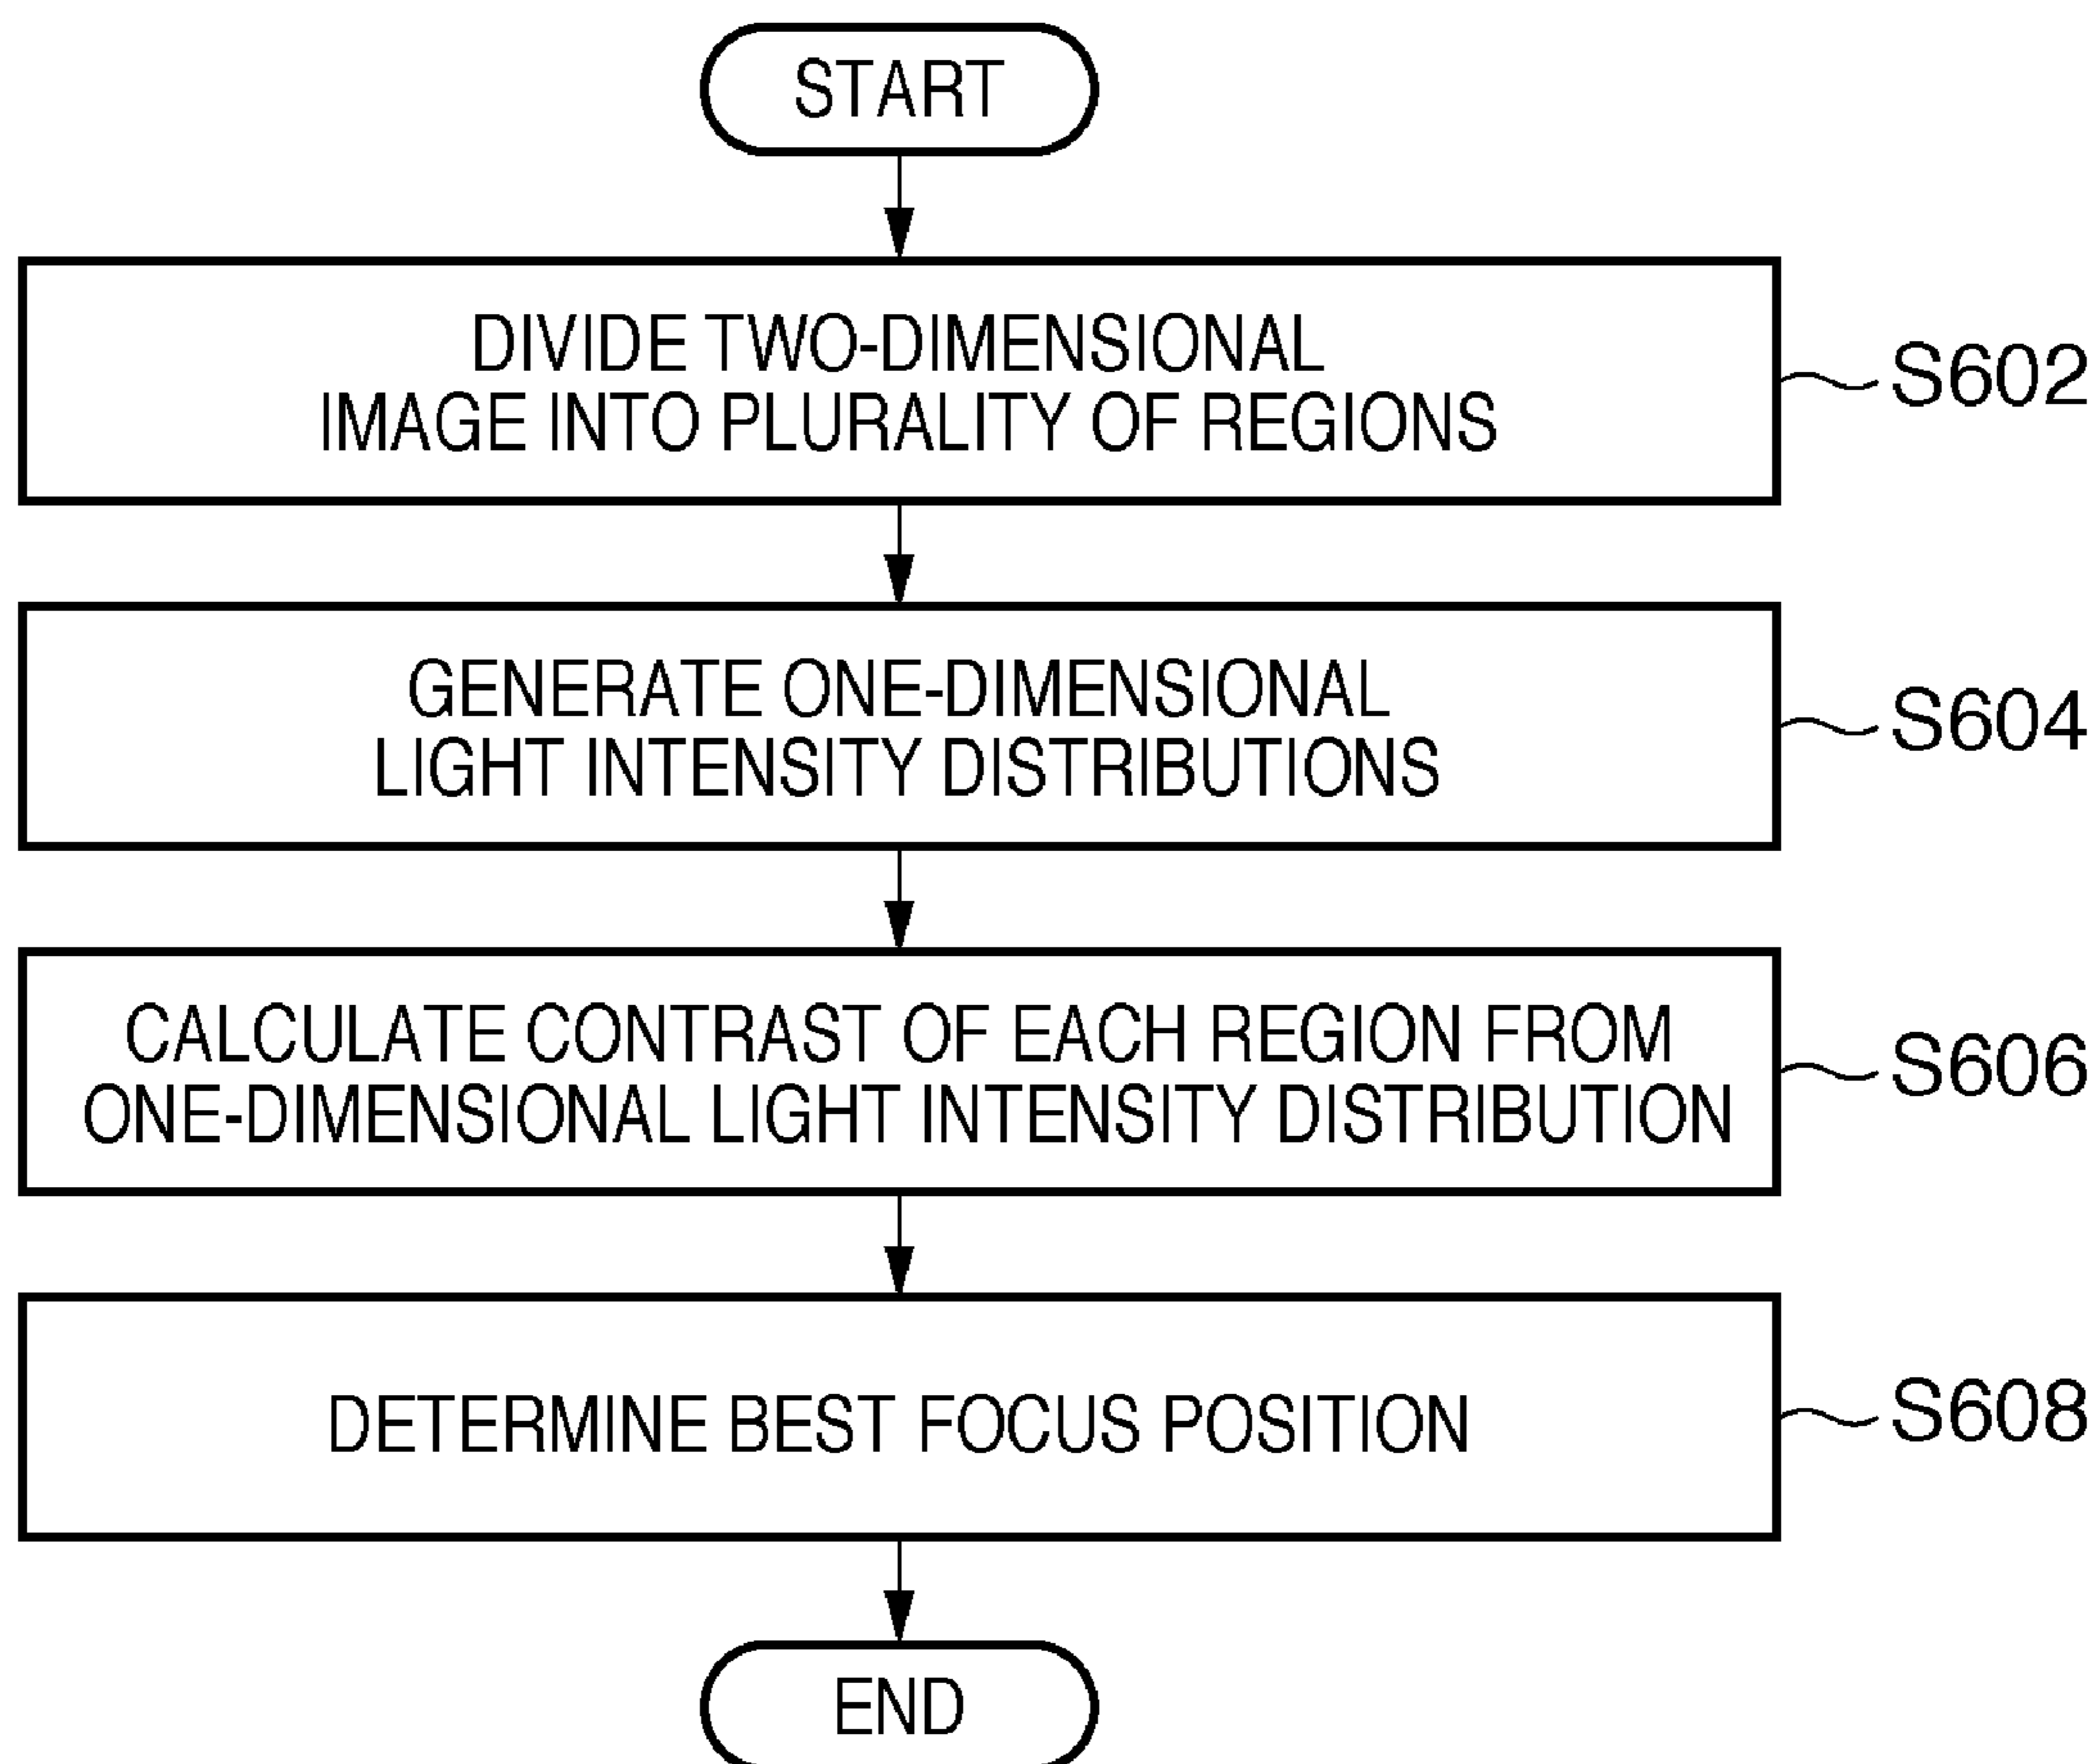 START
DIVIDE TWO-DIMENSIONAL
IMAGE INTO PLURALITY OF REGIONS
S602
GENERATE ONE-DIMENSIONAL
LIGHT INTENSITY DISTRIBUTIONS
S604
CALCULATE CONTRAST OF EACH REGION FROM
ONE-DIMENSIONAL LIGHT INTENSITY DISTRIBUTION
S606
DETERMINE BEST FOCUS POSITION
S608
END